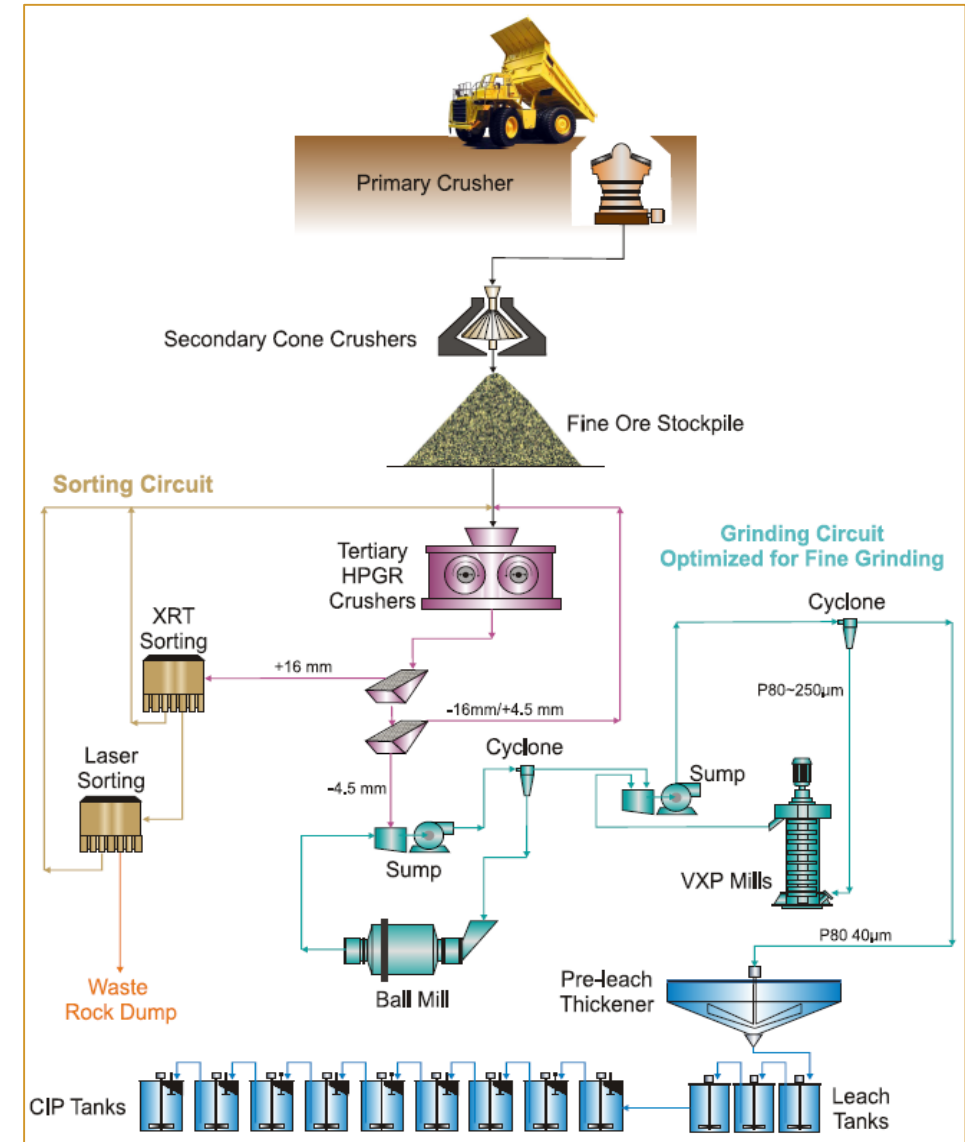 Primary Crusher
Secondary Cone Crushers
Fine Ore Stockpile
Sorting Circuit
Grinding Circuit
Optimized for Fine Grinding
Tertiary
HPGR
Crushers
Cyclone
XRT
Sorting
+16 mm
P80~250µm
-16mm/+4.5 mm
Cyclone
Laser
Sorting
Sump
-4.5 mm
Sump
VXP Mills
P80 40µm
Pre-leach
Thickener
Waste
Rock Dump
Ball Mill
CIP Tanks
Leach
Tanks